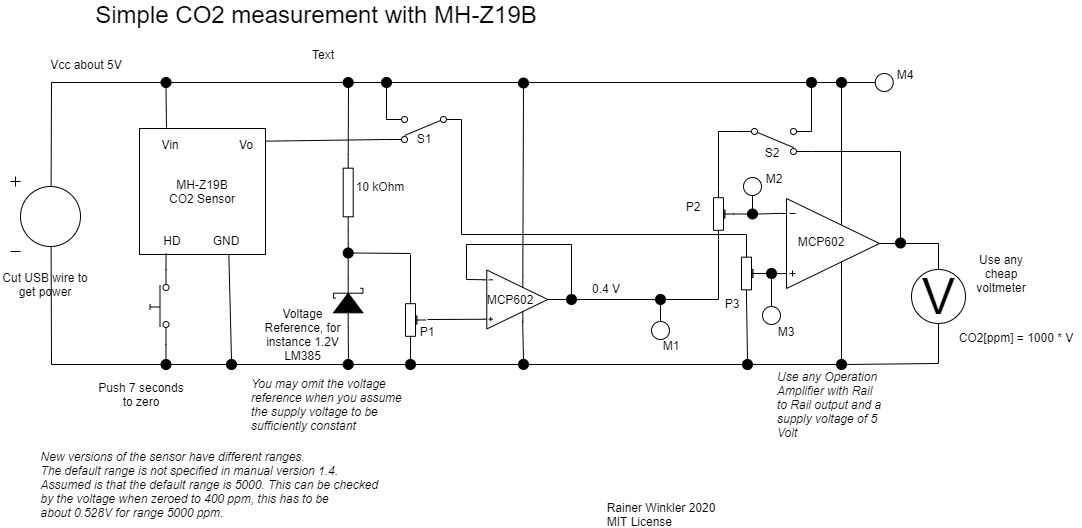 Simple CO2 measurement with MH-Z19B
Text
Vcc about 5V
M4
Vin
Vo
S1
S2
MH-Z19B
CO2 Sensor
10 kOhm
M2
P2
HD
GND
MCP602
+
−
−
+
Cut USB wire to
get power
Use any
cheap
voltmeter
V
−
+
MCP602
0.4 V
P3
M3
M1
P1
Voltage
Reference, for
instance 1.2V
LM385
CO2[ppm] = 1000 * V
Push 7 seconds
to zero
You may omit the voltage
reference when you assume
the supply voltage to be
sufficiently constant
Use any Operation
Amplifier with Rail
to Rail output and a
supply voltage of 5
Volt
New versions of the sensor have different ranges.
The default range is not specified in manual version 1.4.
Assumed is that the default range is 5000. This can be checked
by the voltage when zeroed to 400 ppm, this has to be
about 0.528V for range 5000 ppm.
Rainer Winkler 2020
MIT License